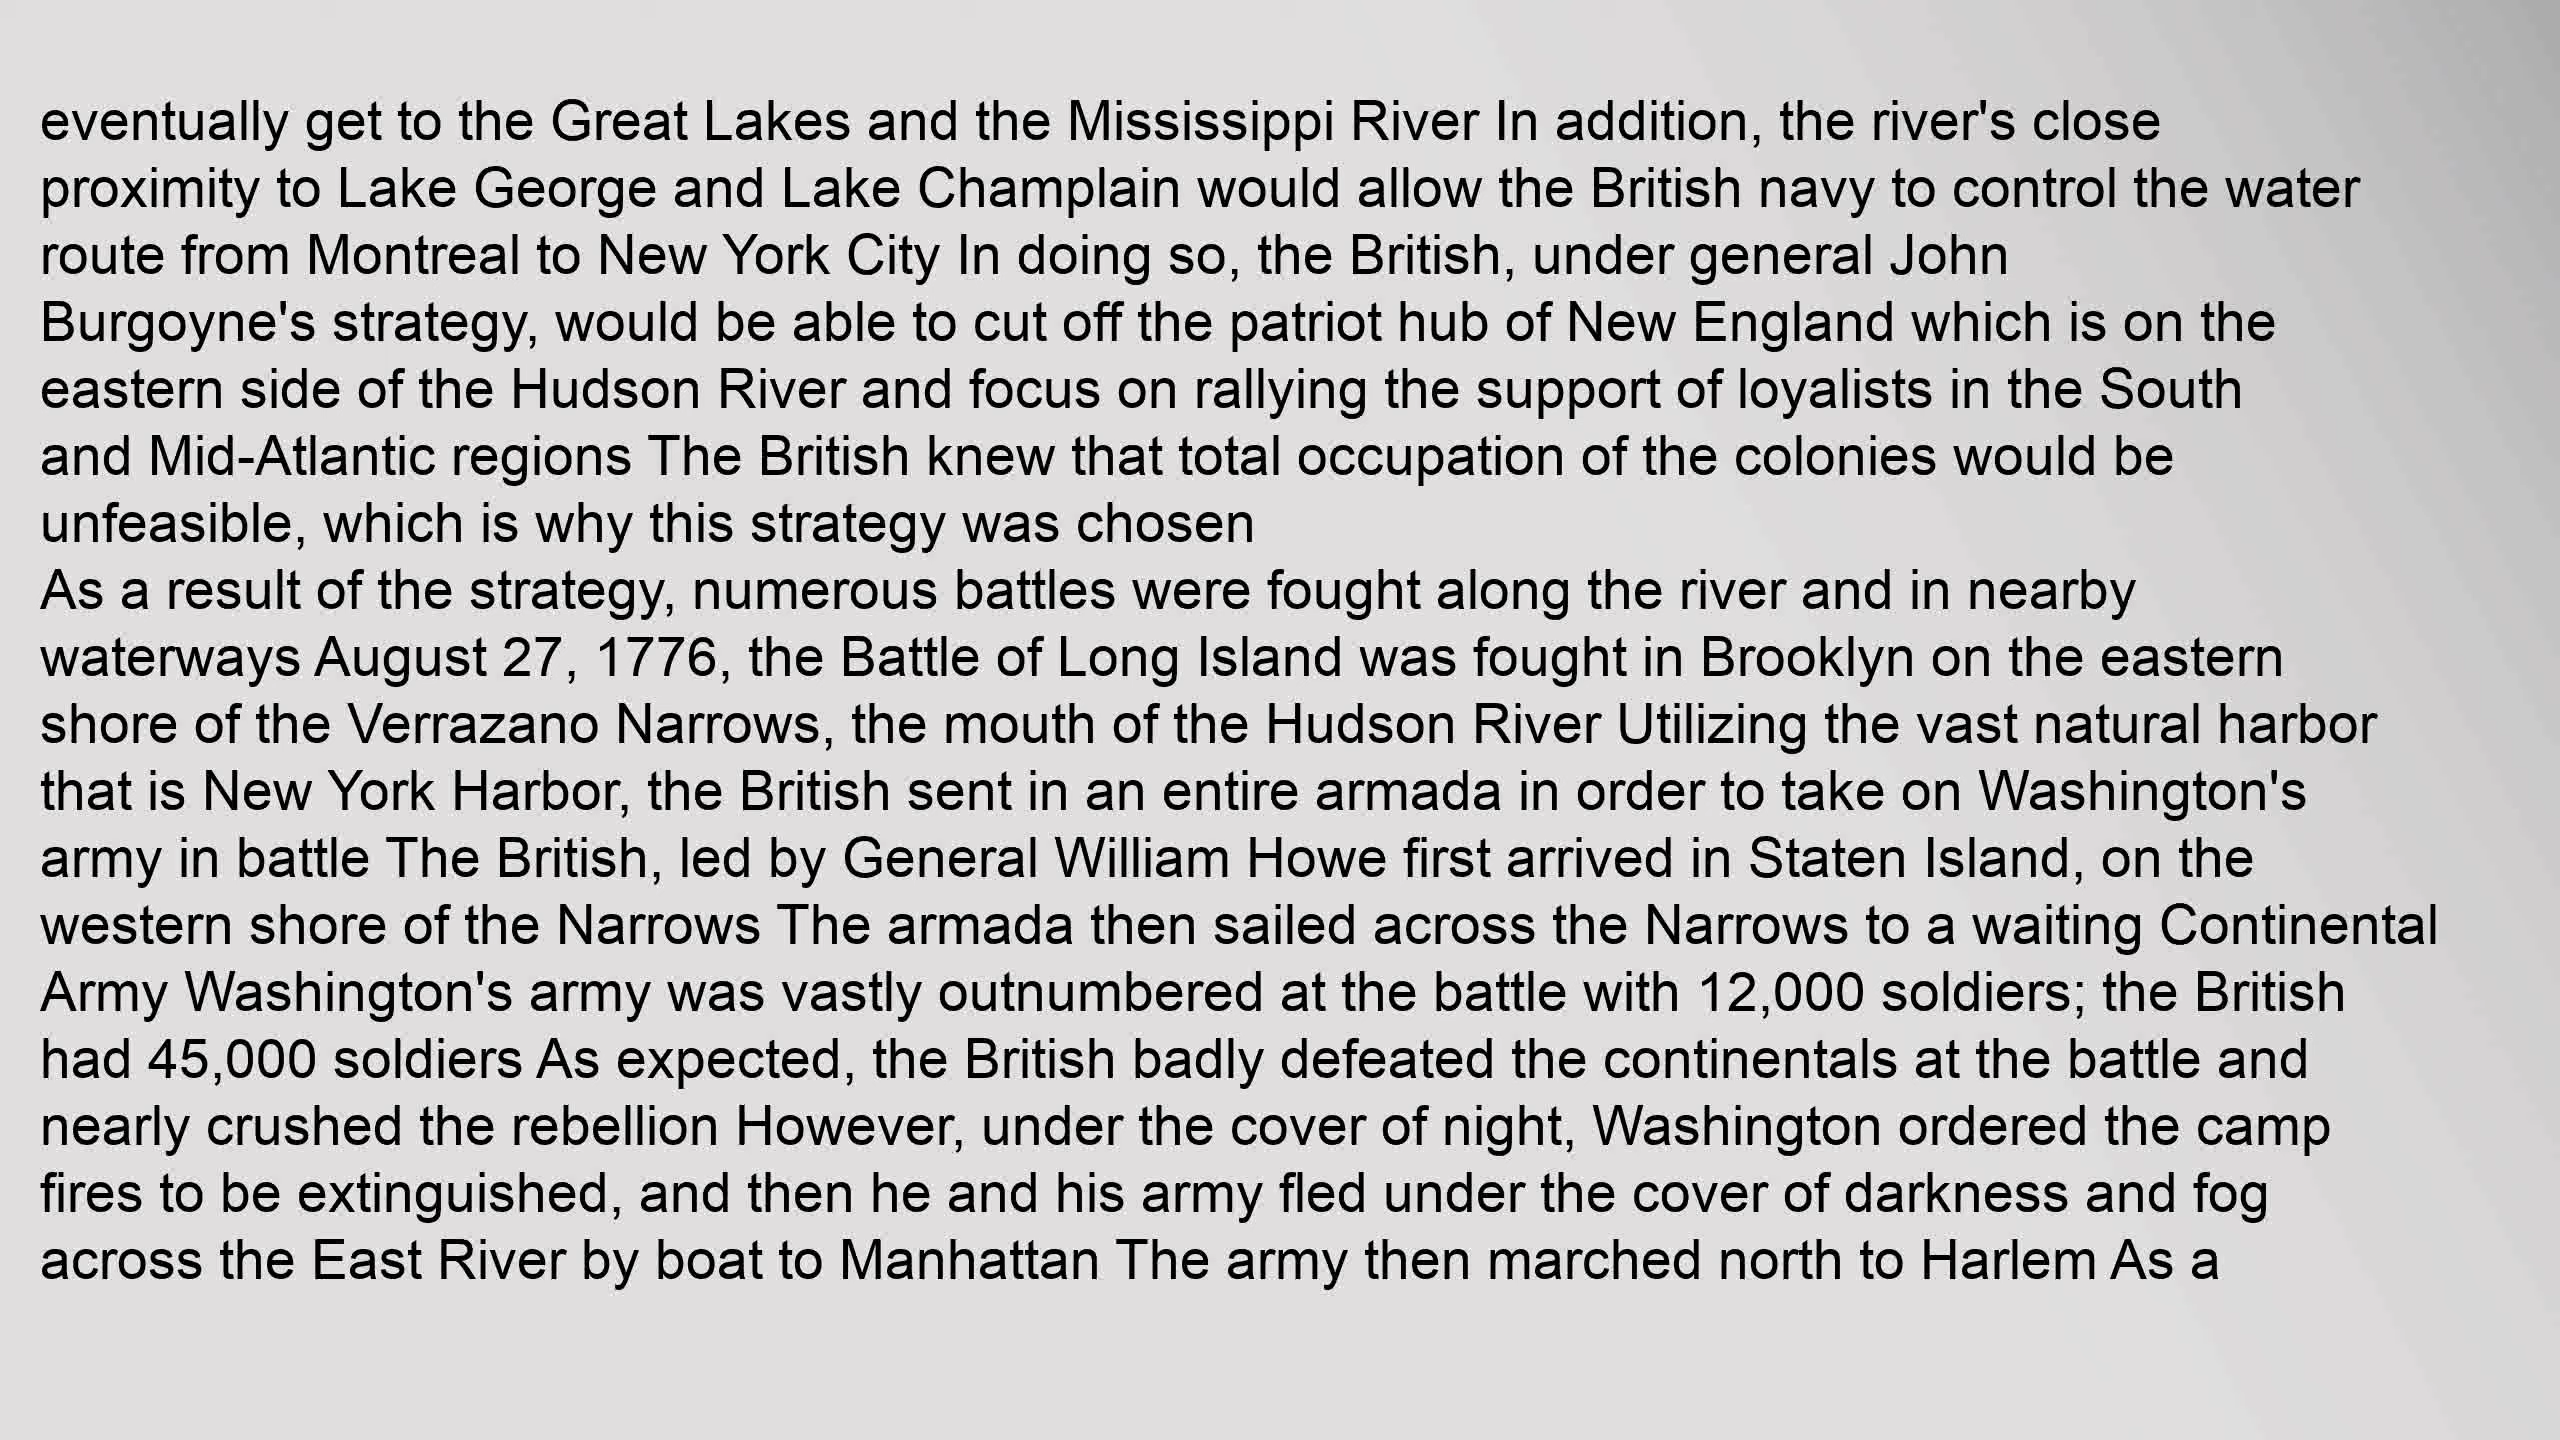 eventually get to the Great Lakes and the Mississippi River In addition, the river's close
proximity to Lake George and Lake Champlain would allow the British navy to control the water
route from Montreal to New York City In doing so, the British, under general John
Burgoyne's strategy, would be able to cut off the patriot hub of New England which is on the
eastern side of the Hudson River and focus on rallying the support of loyalists in the South
and Mid-Atlantic regions The British knew that total occupation of the colonies would be
unfeasible, which is why this strategy was chosen
As a result of the strategy, numerous battles were fought along the river and in nearby
waterways August 27, 1776, the Battle of Long Island was fought in Brooklyn on the eastern
shore of the Verrazano Narrows, the mouth of the Hudson River Utilizing the vast natural harbor
that is New York Harbor, the British sent in an entire armada in order to take on Washington's
army in battle The British, led by General William Howe first arrived in Staten Island, on the
western shore of the Narrows The armada then sailed across the Narrows to a waiting Continental
Army Washington's army was vastly outnumbered at the battle with 12,000 soldiers; the British
had 45,000 soldiers As expected, the British badly defeated the continentals at the battle and
nearly crushed the rebellion However, under the cover of night, Washington ordered the camp
fires to be extinguished, and then he and his army fled under the cover of darkness and fog
across the East River by boat to Manhattan The army then marched north to Harlem As a